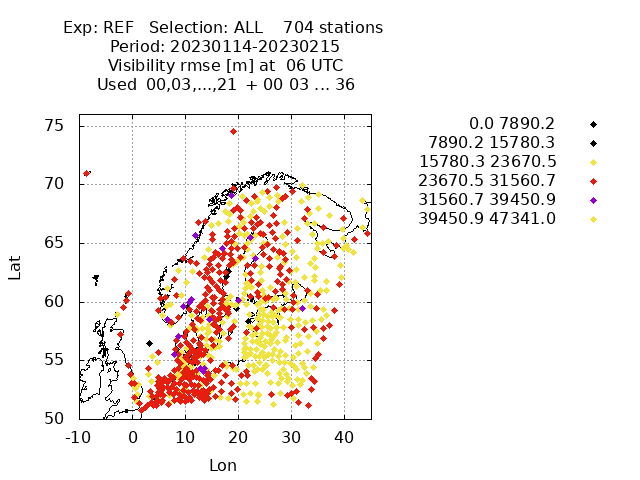 Exp: REF   Selection: ALL    704 stations
Period: 20230114-20230215
Visibility rmse [m] at  06 UTC
Used  00,03,...,21  + 00 03 ... 36
0.0 7890.2
7890.2 15780.3
15780.3 23670.5
23670.5 31560.7
31560.7 39450.9
39450.9 47341.0
75
70
65
60
55
50
Lat
-10 0 10 20 30 40
Lon